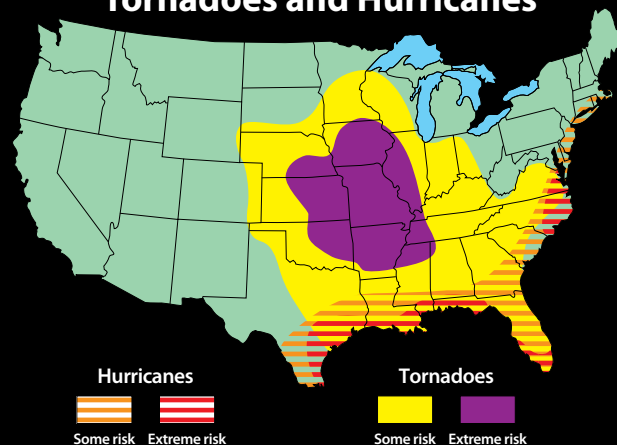 Tornadoes and Hurricanes
Hurricanes
Tornadoes
Some risk Extreme risk
Some risk Extreme risk